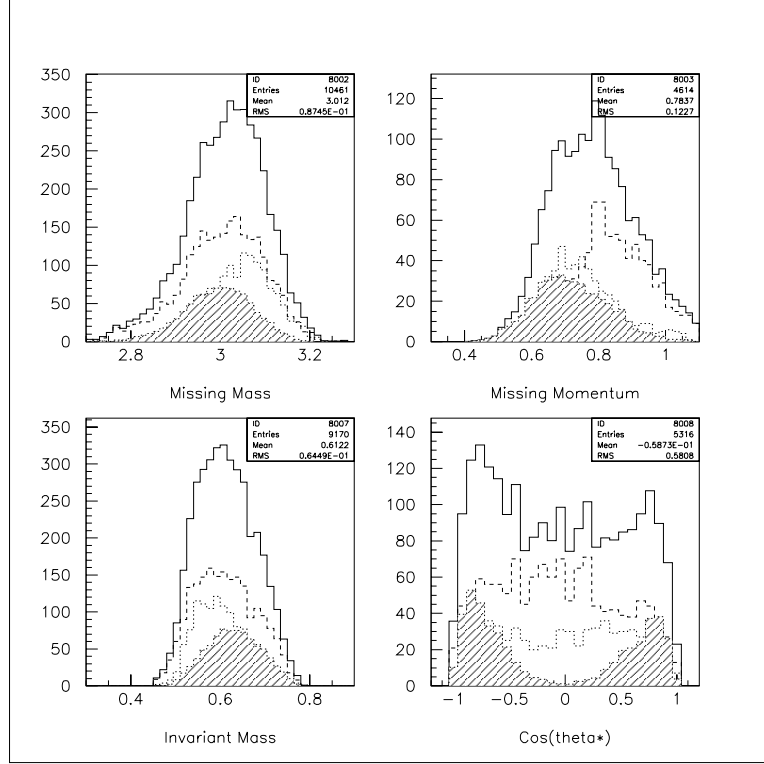 ID 8002
Entries 10461
Mean 3.012
RMS 0.8745E-01
350
300
250
200
150
100
50
0
2.8 3 3.2
Missing Mass
ID 8003
Entries 4614
Mean 0.7837
RMS 0.1227
120
100
80
60
40
20
0
0.4 0.6 0.8 1
Missing Momentum
ID 8007
Entries 9170
Mean 0.6122
RMS 0.6449E-01
350
300
250
200
150
100
50
0
0.4 0.6 0.8
Invariant Mass
ID 8008
Entries 5316
Mean -0.5873E-01
RMS 0.5808
140
120
100
80
60
40
20
0
-1 -0.5 0 0.5 1
Cos(theta*)